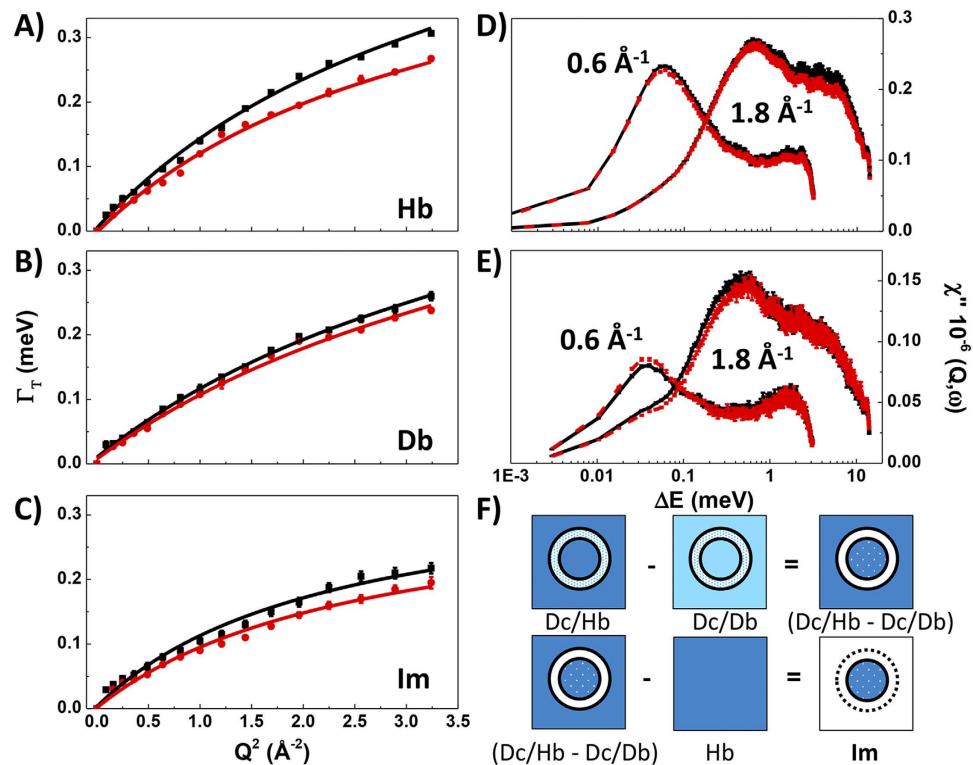 A)
0.3
0.2
0.1
0.0
Hb
B)
0.3
0.2
0.1
0.0
Db
C)
0.3
0.2
0.1
0.0
Im
0.0 0.5 1.0 1.5 2.0 2.5 3.0 3.5
Γ_T (meV)
Q² (Å⁻²)
D)
0.6 Å⁻¹
1.8 Å⁻¹
0.3
0.2
0.1
0.0
E)
0.6 Å⁻¹
1.8 Å⁻¹
0.15
0.10
0.05
0.00
χ'' 10⁻⁶ (Q,ω)
1E-3 0.01 0.1 1 10
ΔE (meV)
F)
- =
Dc/Hb Dc/Db (Dc/Hb - Dc/Db)
- =
(Dc/Hb - Dc/Db) Hb Im